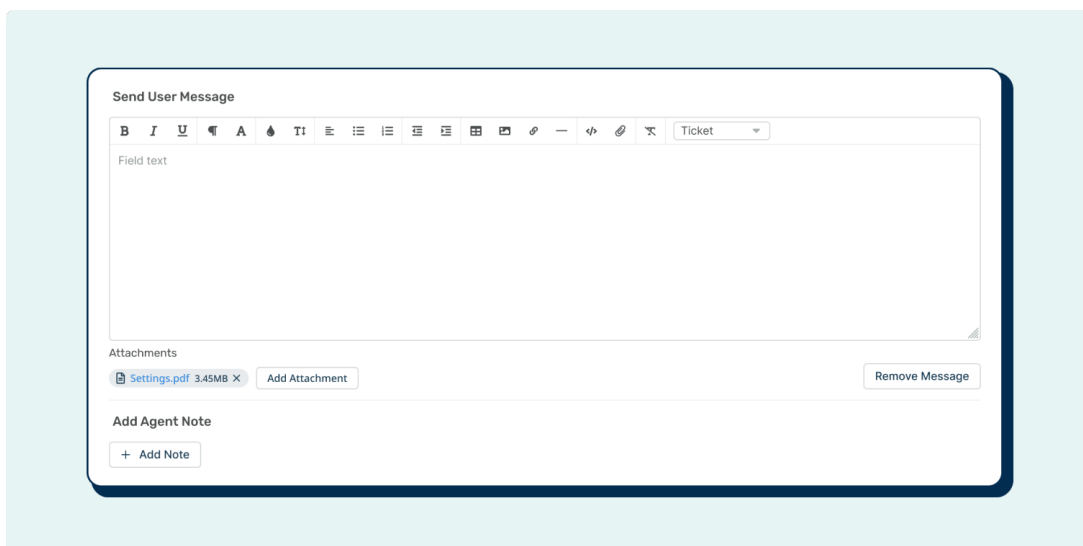 Send User Message
B I U ¶ A T↕ Ticket
Field text
Attachments
Settings.pdf 3.45MB × Add Attachment
Remove Message
Add Agent Note
+ Add Note